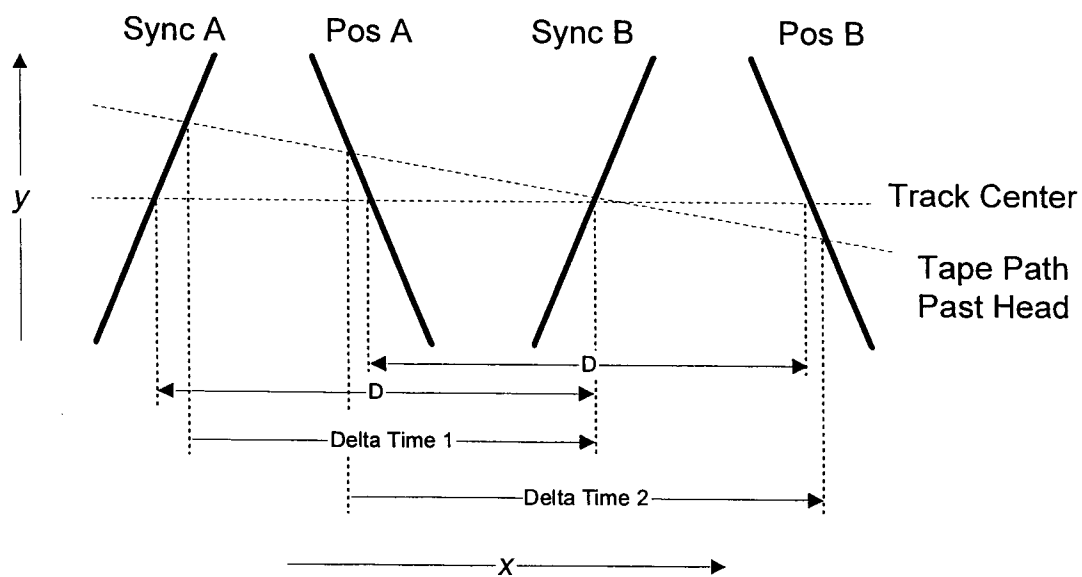 Sync A
Pos A
Sync B
Pos B
y
Track Center
Tape Path
Past Head
D
D
Delta Time 1
Delta Time 2
x